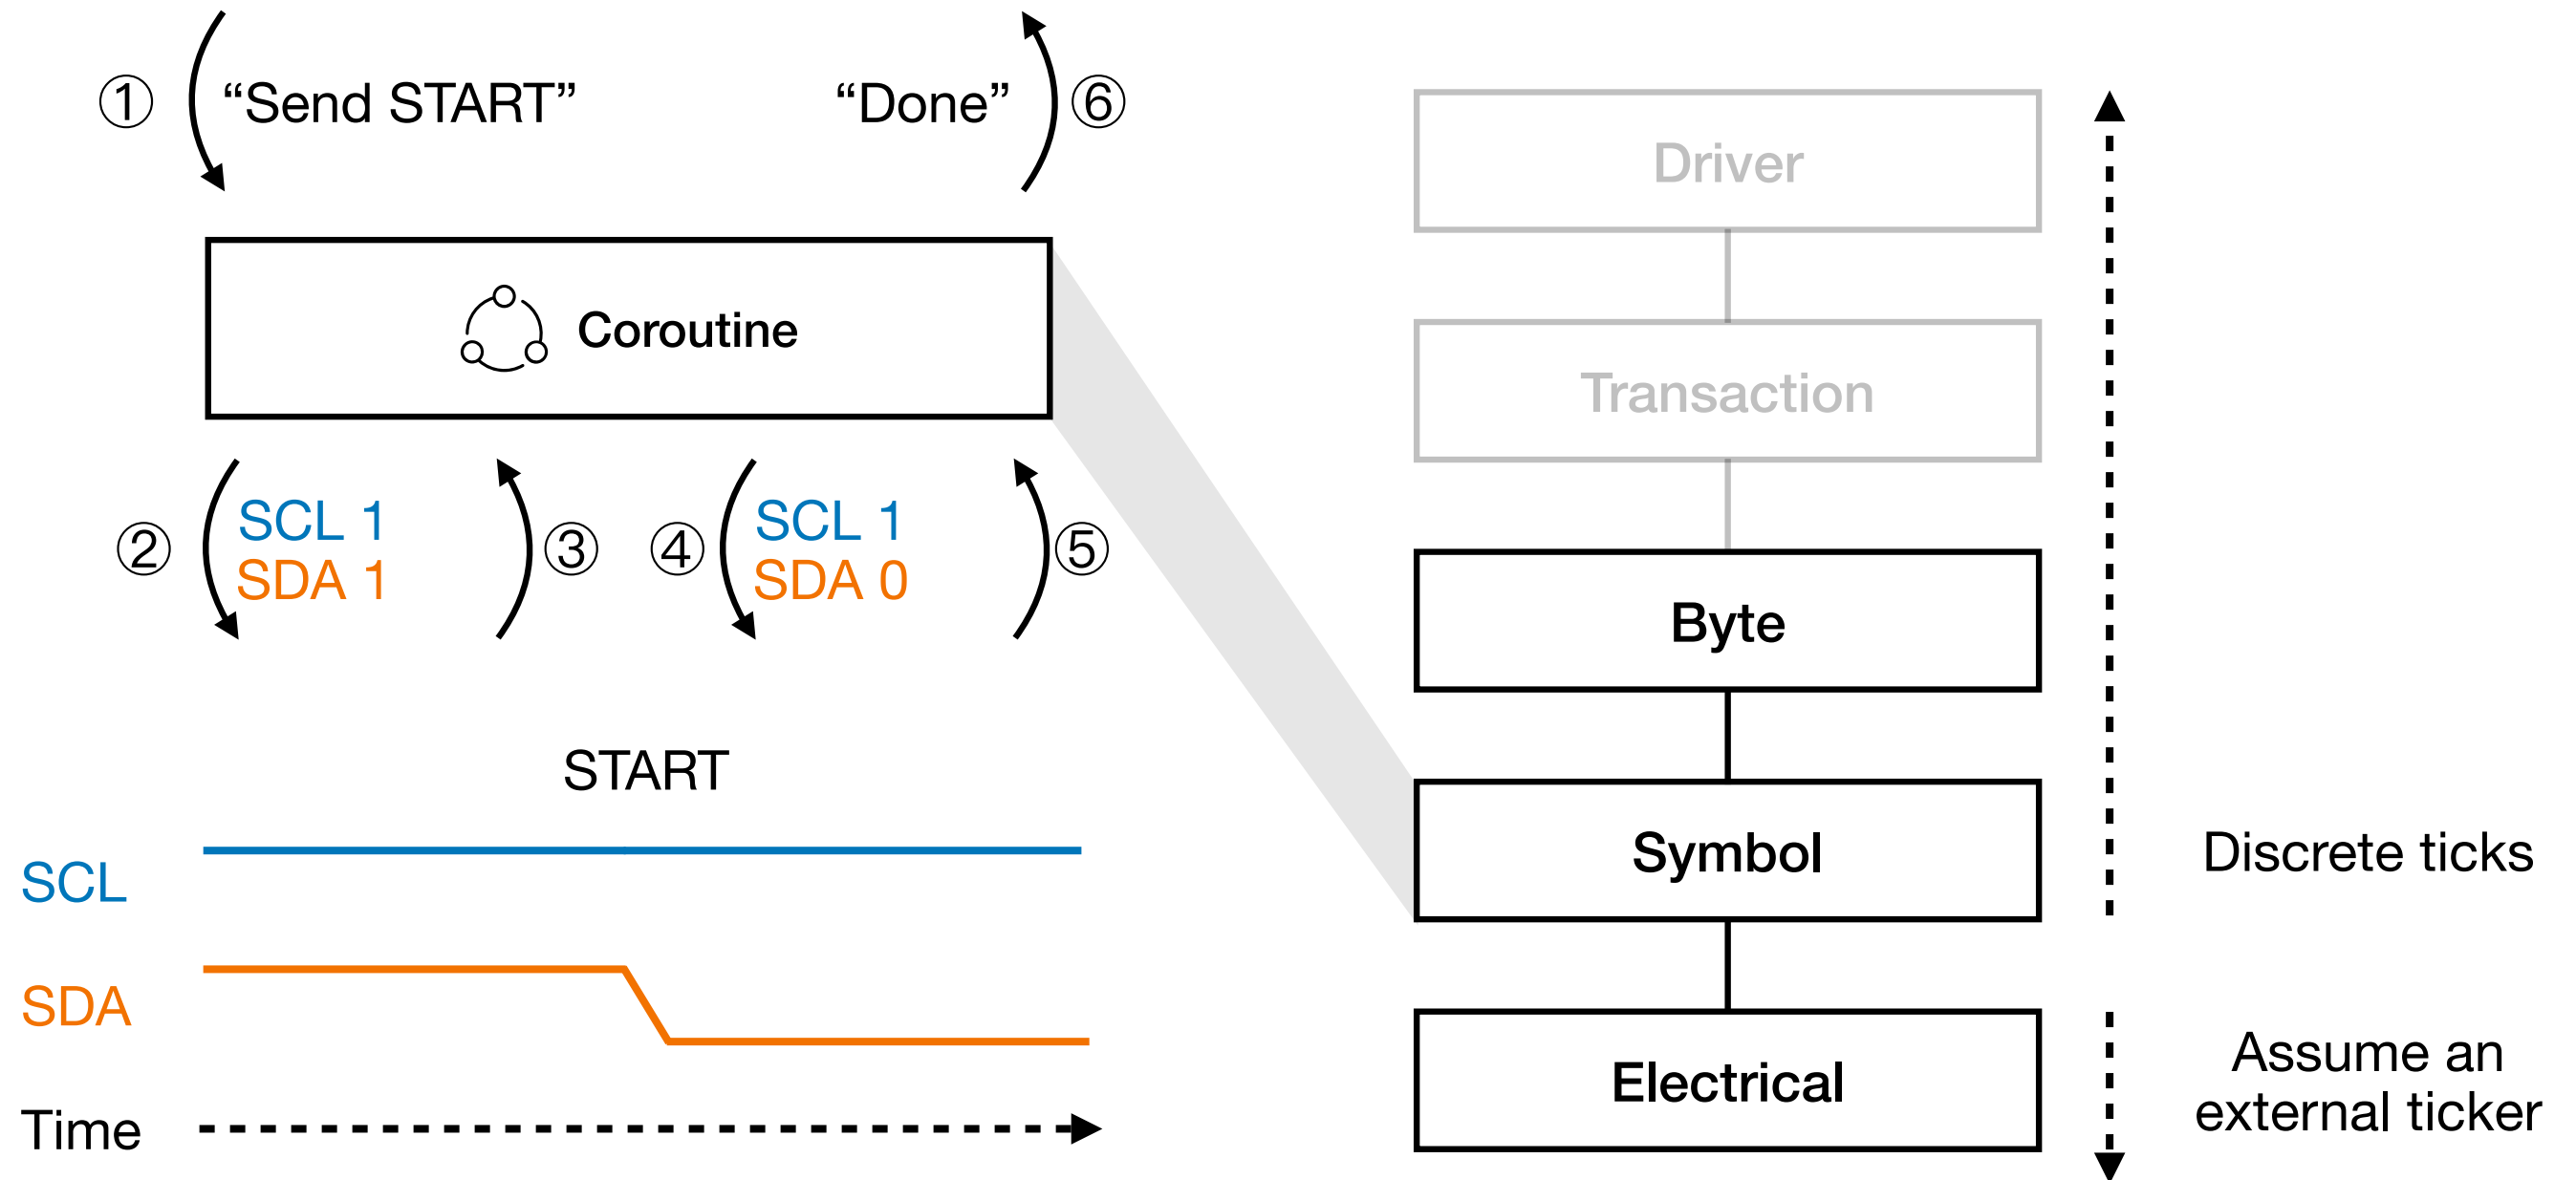 ① “Send START” “Done” ⑥
Coroutine
② SCL 1
SDA 1
③
④ SCL 1
SDA 0
⑤
START
SCL
SDA
Time
Driver
Transaction
Byte
Symbol
Electrical
Discrete ticks
Assume an
external ticker